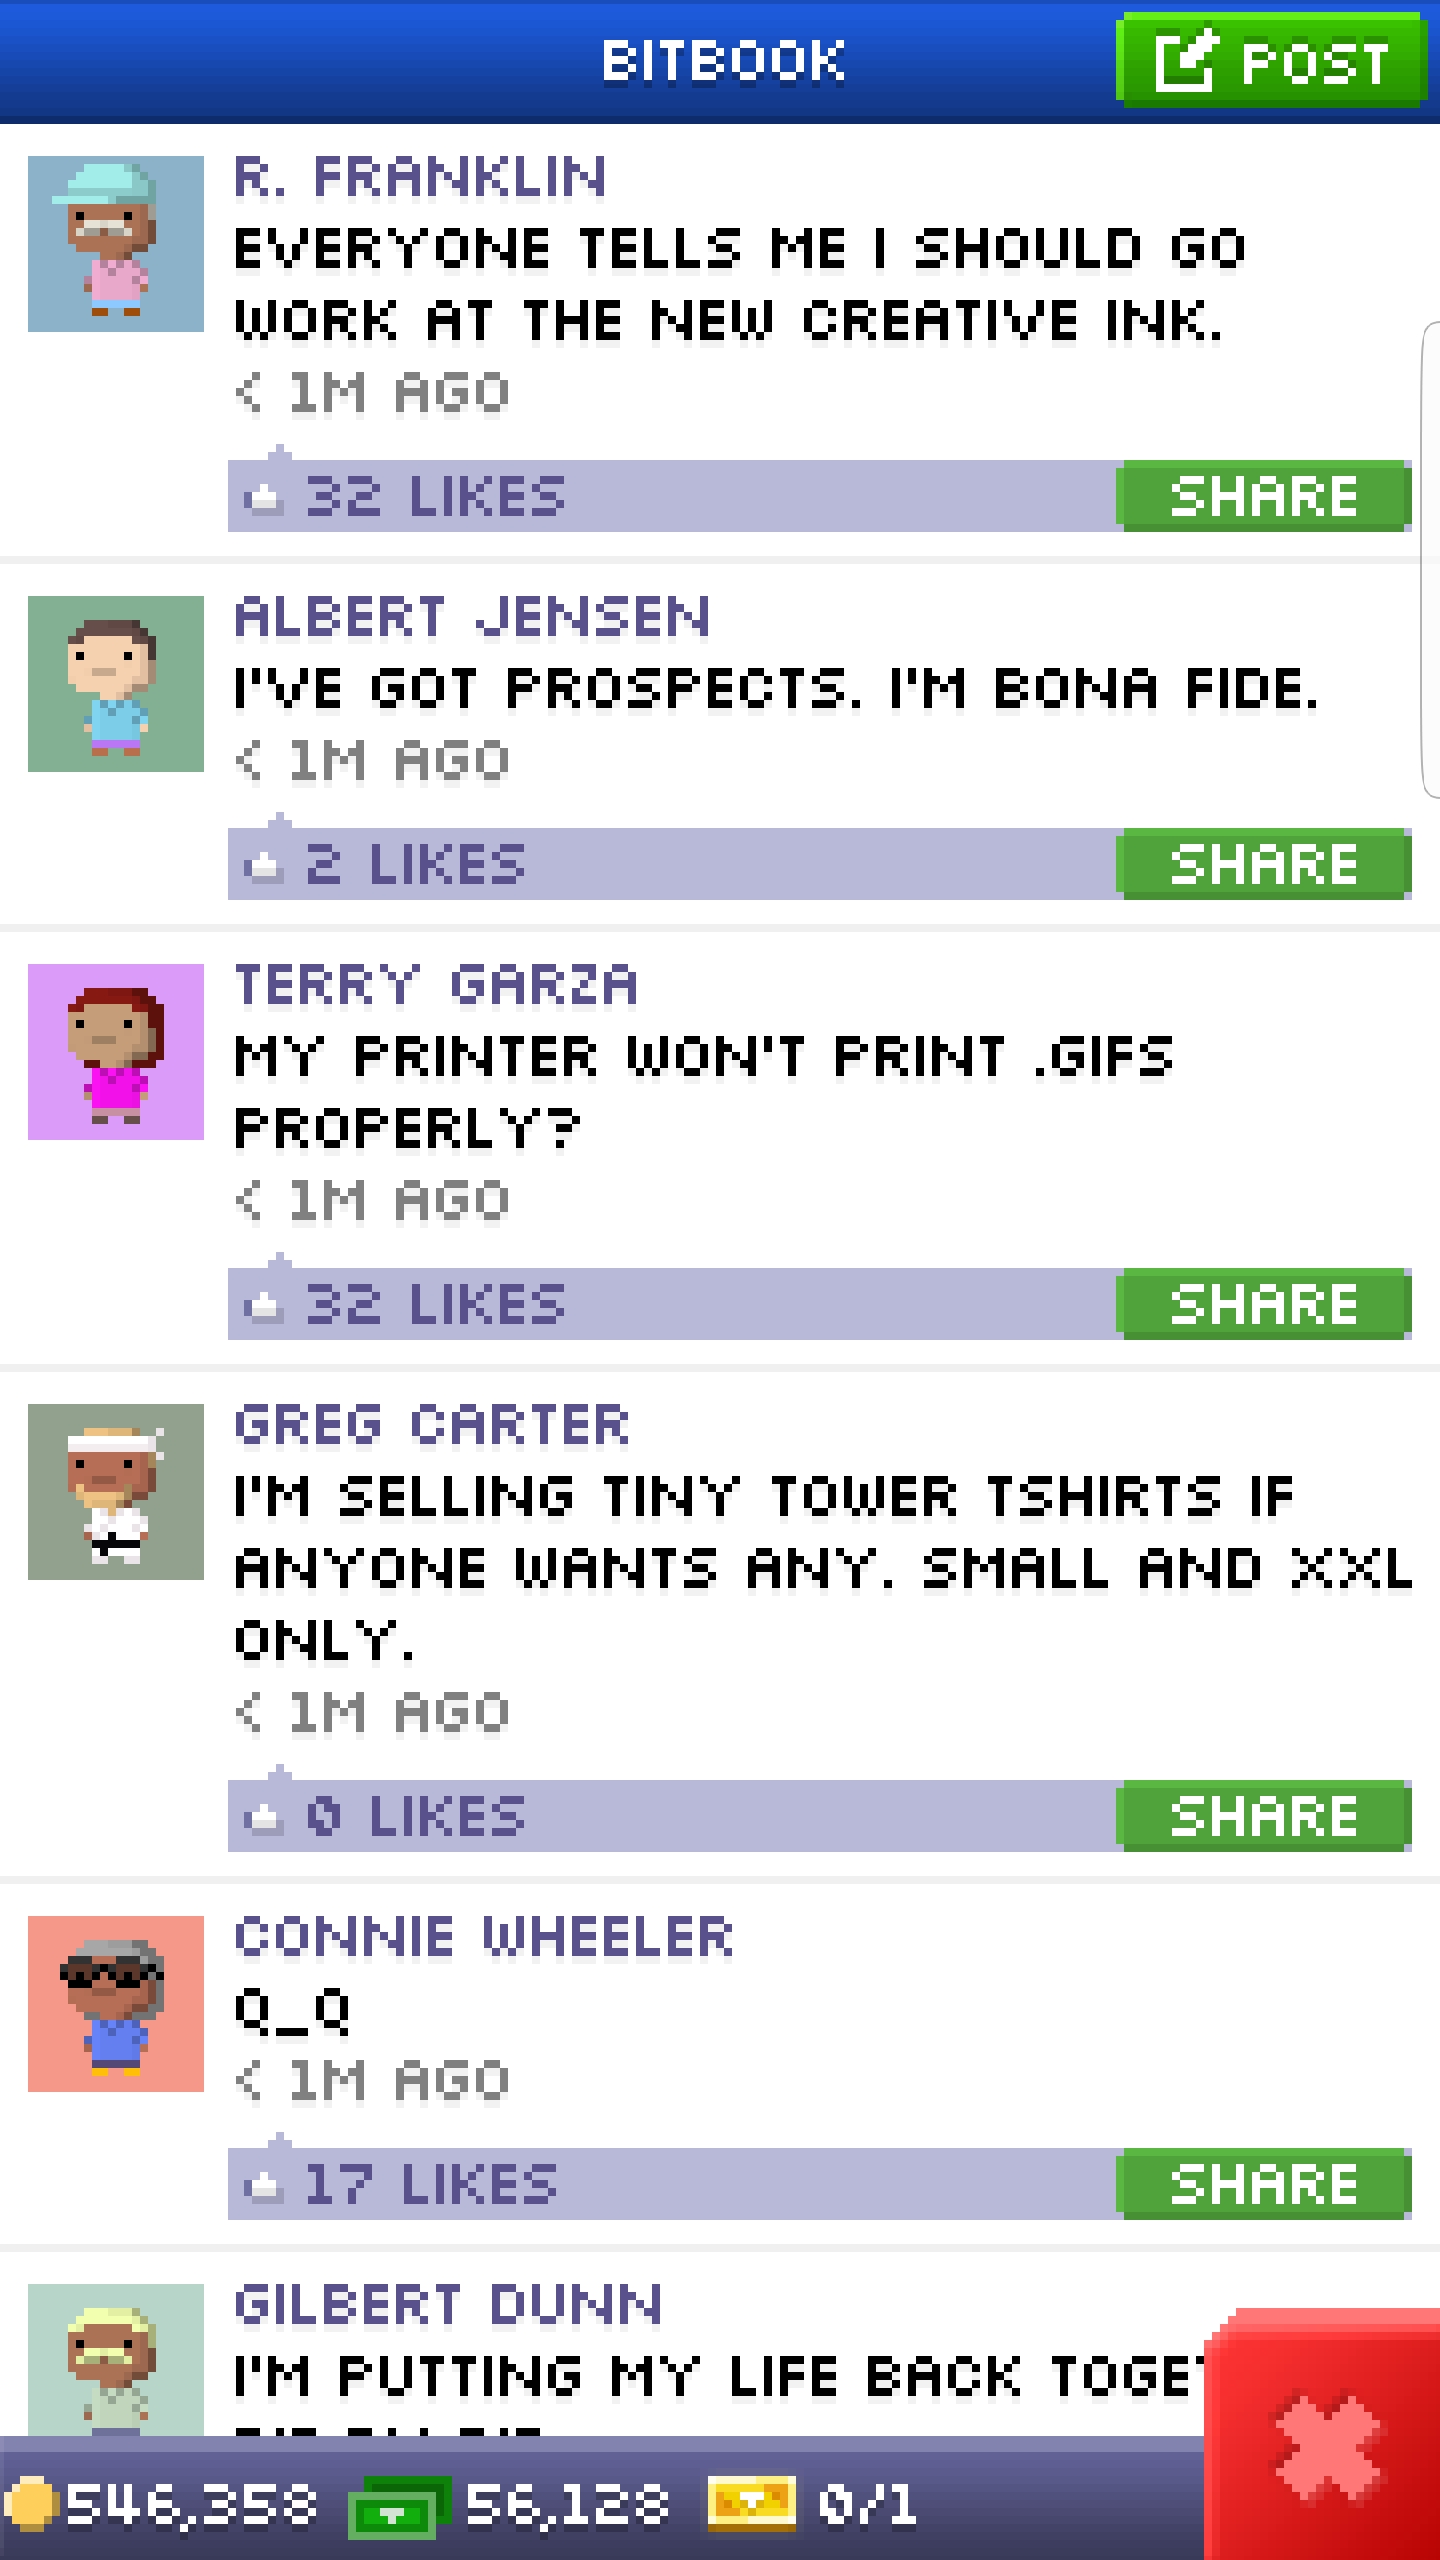 BITBOOK
POST
R. FRANKLIN
EVERYONE TELLS ME I SHOULD GO
WORK AT THE NEW CREATIVE INK.
< 1M AGO
32 LIKES
SHARE
ALBERT JENSEN
I'VE GOT PROSPECTS. I'M BONA FIDE.
< 1M AGO
2 LIKES
SHARE
TERRY GARZA
MY PRINTER WON'T PRINT .GIFS
PROPERLY?
< 1M AGO
32 LIKES
SHARE
GREG CARTER
I'M SELLING TINY TOWER TSHIRTS IF
ANYONE WANTS ANY. SMALL AND XXL
ONLY.
< 1M AGO
0 LIKES
SHARE
CONNIE WHEELER
Q_Q
< 1M AGO
17 LIKES
SHARE
GILBERT DUNN
I'M PUTTING MY LIFE BACK
546,358
56,128
0/1